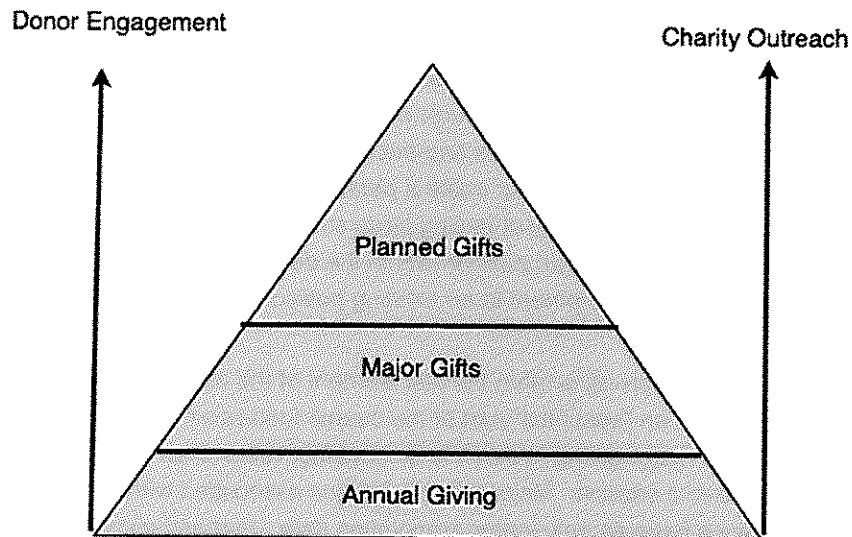 Donor Engagement
Charity Outreach
Planned Gifts
Major Gifts
Annual Giving